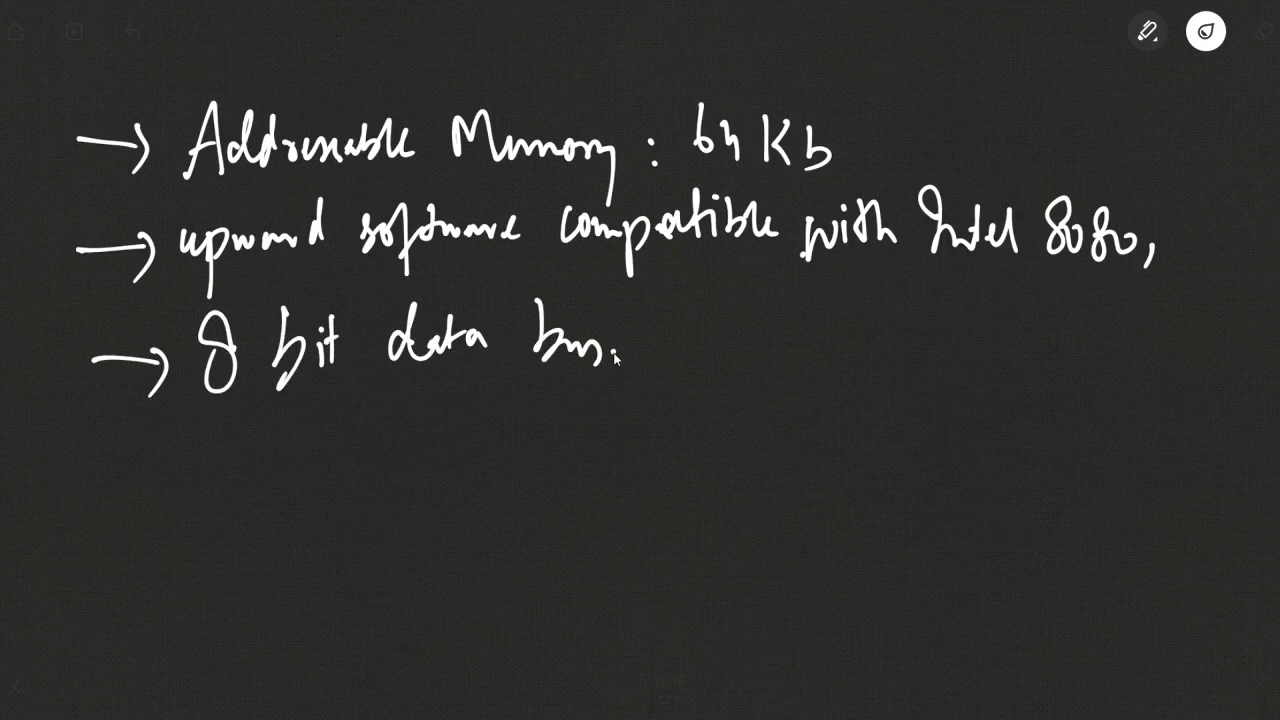 → Addressable Memory : 64 Kb
→ upward software compatible with Intel 8080,
→ 8 bit data bus.